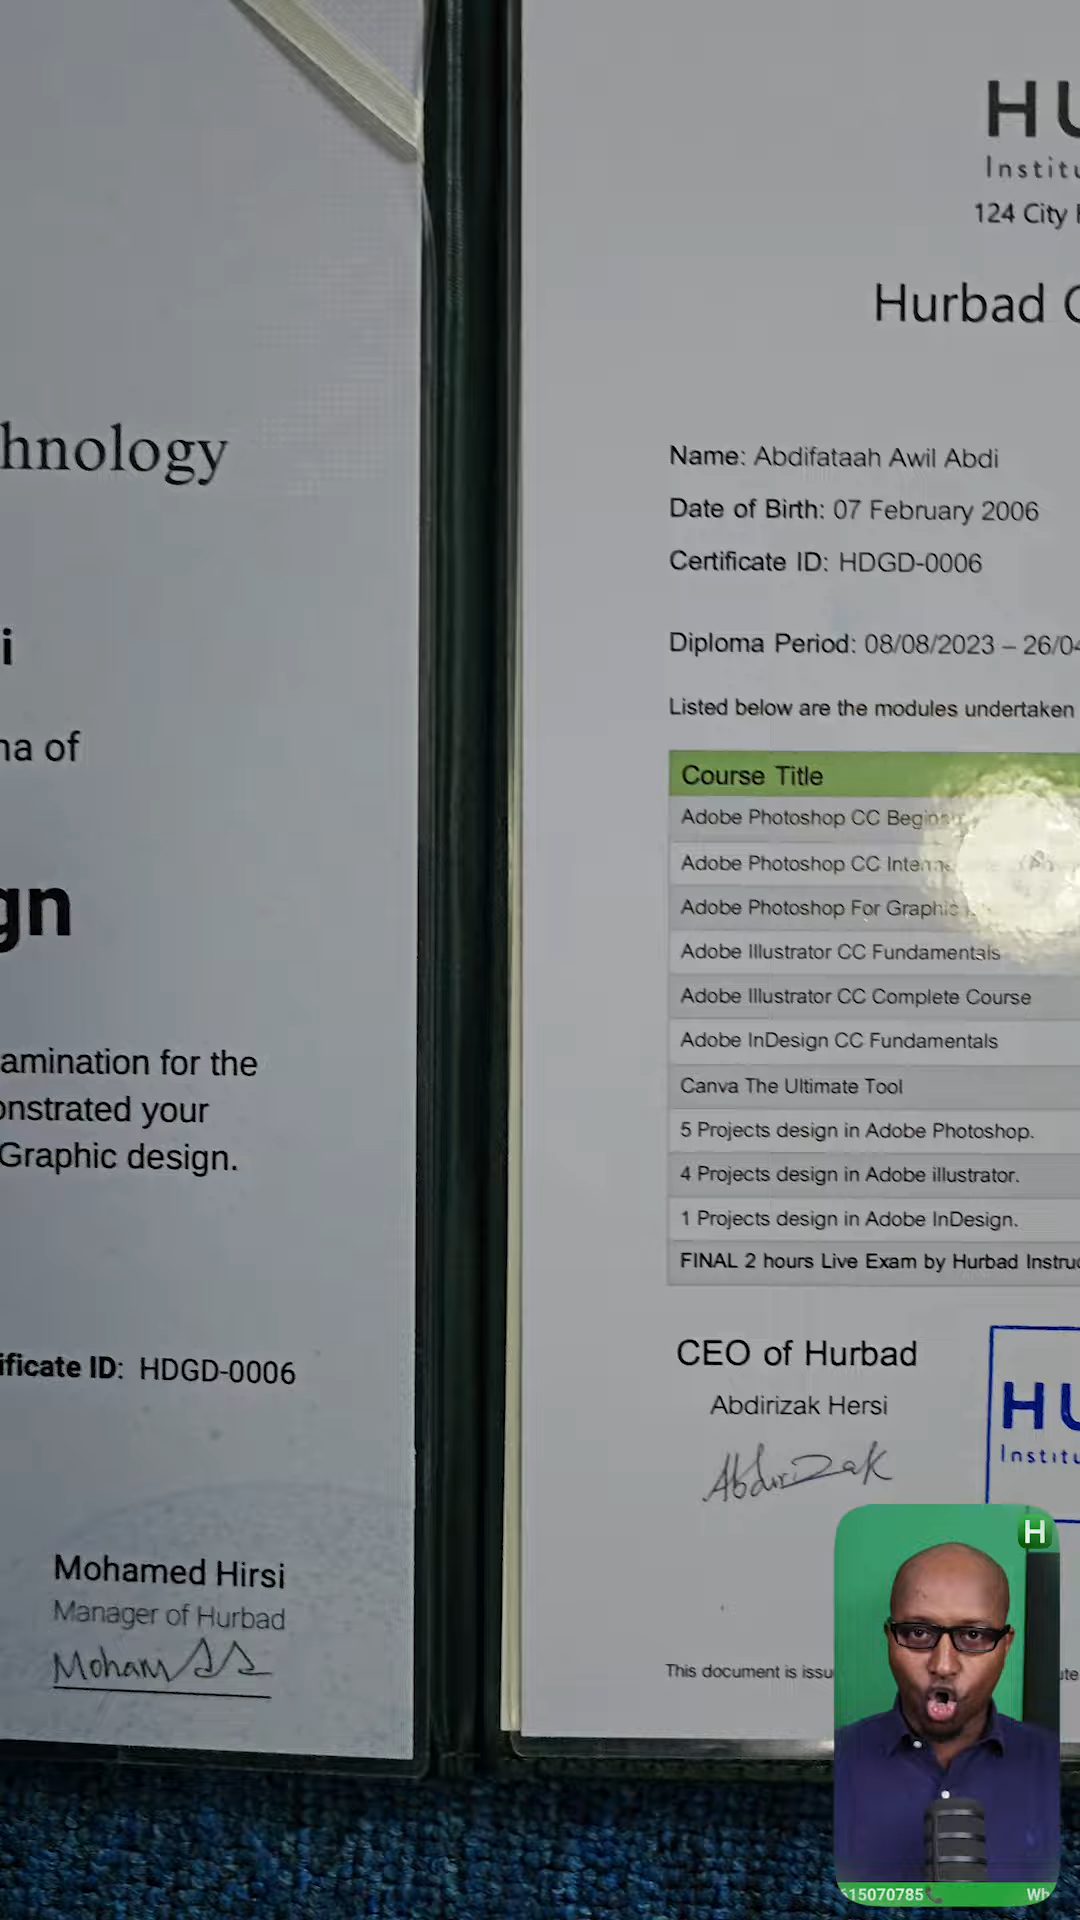 hnology
i
na of
gn
amination for the
onstrated your
Graphic design.
ificate ID: HDGD-0006
Mohamed Hirsi
Manager of Hurbad
HU
Institu
124 City
Hurbad C
Name: Abdifataah Awil Abdi
Date of Birth: 07 February 2006
Certificate ID: HDGD-0006
Diploma Period: 08/08/2023 – 26/04
Listed below are the modules undertaken
Course Title
Adobe Photoshop CC
Adobe Photoshop CC
Adobe Photoshop For Graphic
Adobe Illustrator CC Fundamentals
Adobe Illustrator CC Complete Course
Adobe InDesign CC Fundamentals
Canva The Ultimate Tool
5 Projects design in Adobe Photoshop.
4 Projects design in Adobe illustrator.
1 Projects design in Adobe InDesign.
FINAL 2 hours Live Exam by Hurbad Instruc
CEO of Hurbad
Abdirizak Hersi
Abdirizak
HU
Institu
This document is issu
H
615070785
Wh